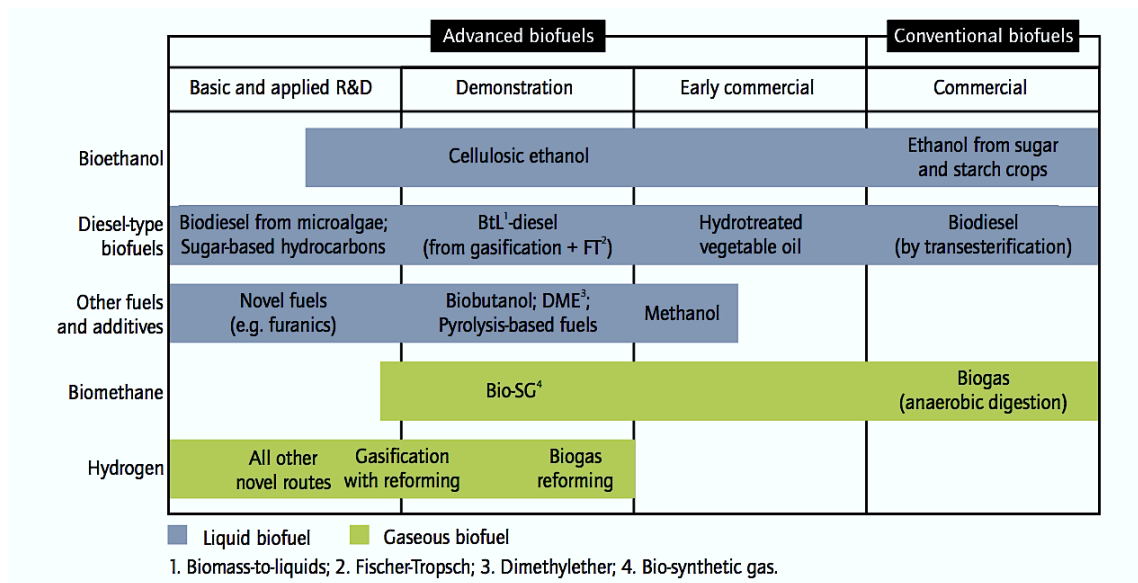 Advanced biofuels Conventional biofuels
Basic and applied R&D Demonstration Early commercial Commercial
Bioethanol
Cellulosic ethanol
Ethanol from sugar
and starch crops
Diesel-type
biofuels
Biodiesel from microalgae;
Sugar-based hydrocarbons
BtL¹-diesel
(from gasification + FT²)
Hydrotreated
vegetable oil
Biodiesel
(by transesterification)
Other fuels
and additives
Novel fuels
(e.g. furanics)
Biobutanol; DME³;
Pyrolysis-based fuels
Methanol
Biomethane
Bio-SG⁴
Biogas
(anaerobic digestion)
Hydrogen
All other
novel routes
Gasification
with reforming
Biogas
reforming
Liquid biofuel Gaseous biofuel
1. Biomass-to-liquids; 2. Fischer-Tropsch; 3. Dimethylether; 4. Bio-synthetic gas.